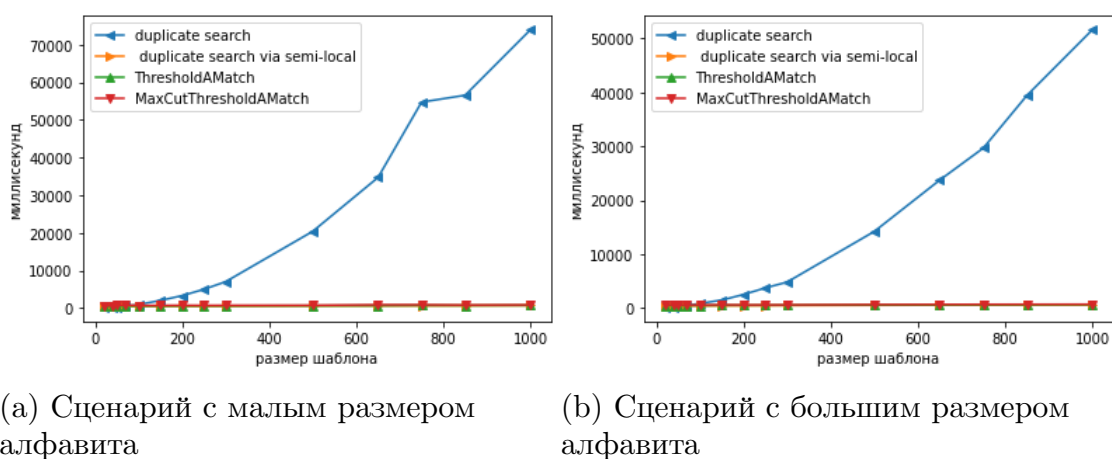 duplicate search
duplicate search via semi-local
ThresholdAMatch
MaxCutThresholdAMatch
70000
60000
50000
40000
30000
20000
10000
0
миллисекунд
0 200 400 600 800 1000
размер шаблона
duplicate search
duplicate search via semi-local
ThresholdAMatch
MaxCutThresholdAMatch
50000
40000
30000
20000
10000
0
миллисекунд
0 200 400 600 800 1000
размер шаблона
(a) Сценарий с малым размером
алфавита
(b) Сценарий с большим размером
алфавита